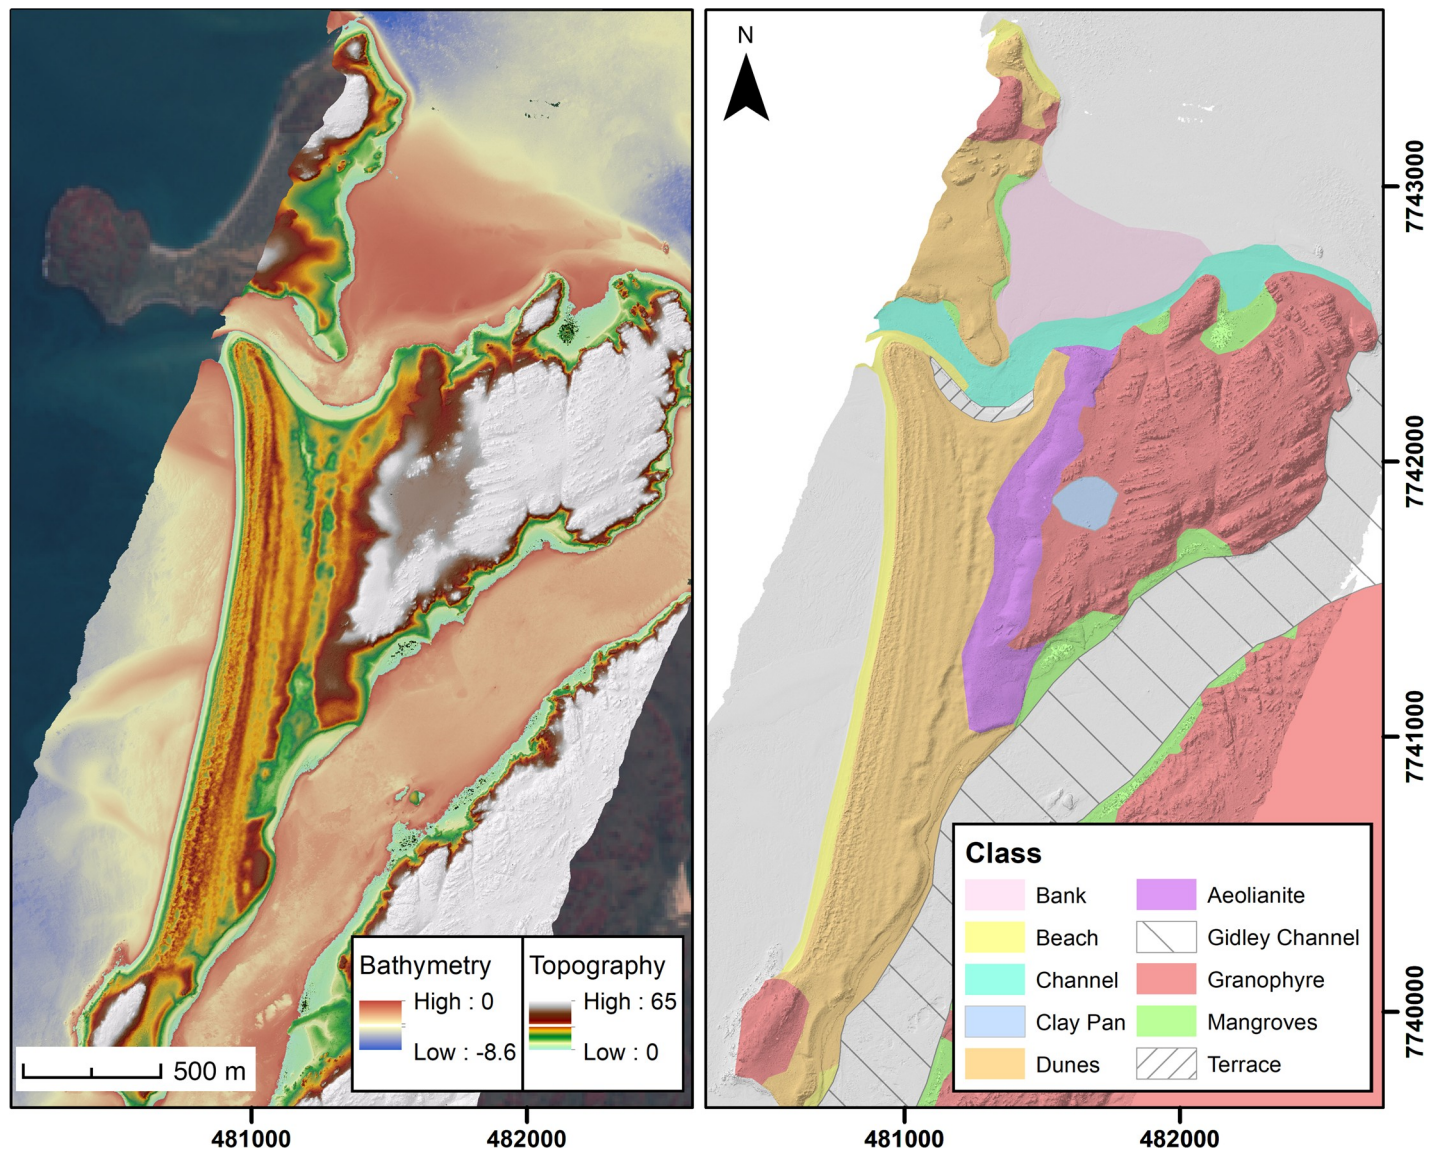 N
7743000
7742000
7741000
7740000
Bathymetry
High : 0
Low : -8.6
Topography
High : 65
Low : 0
500 m
Class
Bank
Beach
Channel
Clay Pan
Dunes
Aeolianite
Gidley Channel
Granophyre
Mangroves
Terrace
481000
482000
481000
482000